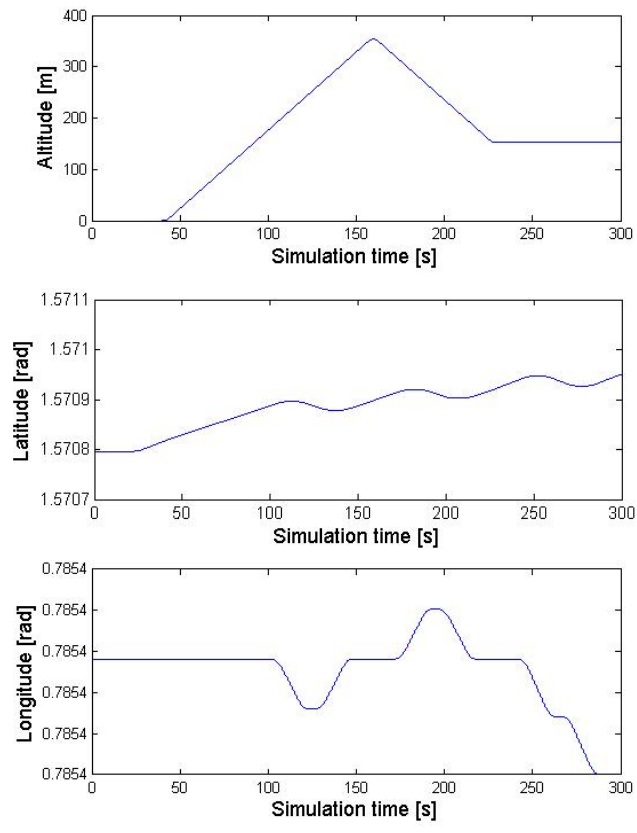 400
300
200
100
0
Altitude [m]
0 50 100 150 200 250 300
Simulation time [s]
1.5711
1.571
1.5709
1.5708
1.5707
Latitude [rad]
0 50 100 150 200 250 300
Simulation time [s]
0.7854
0.7854
0.7854
0.7854
0.7854
0.7854
Longitude [rad]
0 50 100 150 200 250 300
Simulation time [s]